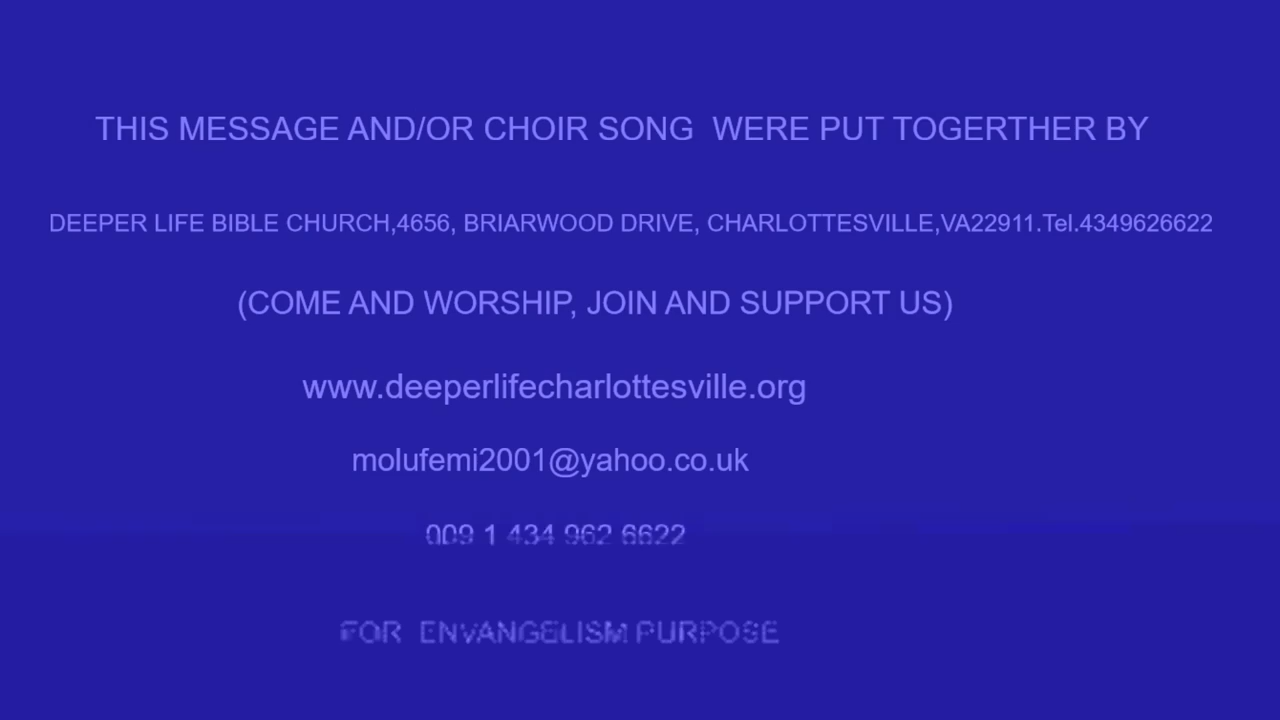 THIS MESSAGE AND/OR CHOIR SONG WERE PUT TOGERTHER BY
DEEPER LIFE BIBLE CHURCH,4656, BRIARWOOD DRIVE, CHARLOTTESVILLE,VA22911.Tel.4349626622
(COME AND WORSHIP, JOIN AND SUPPORT US)
www.deeperlifecharlottesville.org
molufemi2001@yahoo.co.uk
009 1 434 962 6622
FOR ENVANGELISM PURPOSE